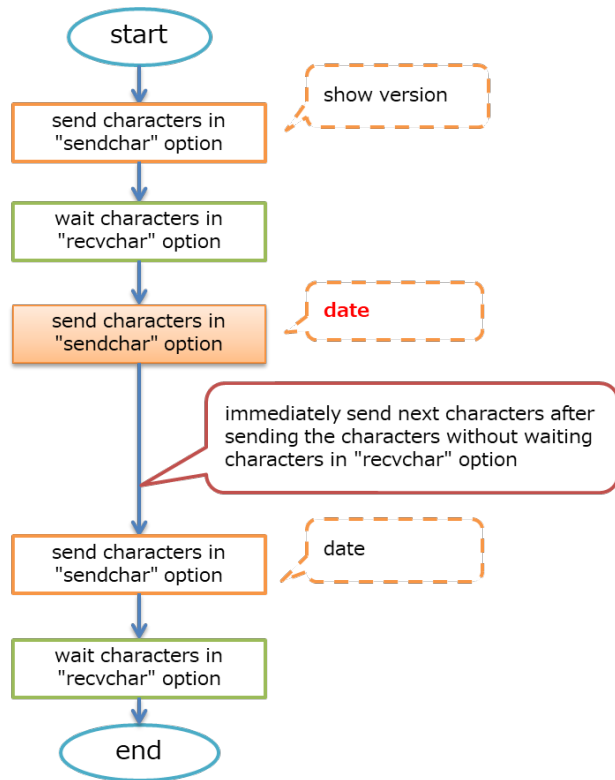 start
send characters in
"sendchar" option
show version
wait characters in
"recvchar" option
send characters in
"sendchar" option
date
immediately send next characters after
sending the characters without waiting
characters in "recvchar" option
send characters in
"sendchar" option
date
wait characters in
"recvchar" option
end